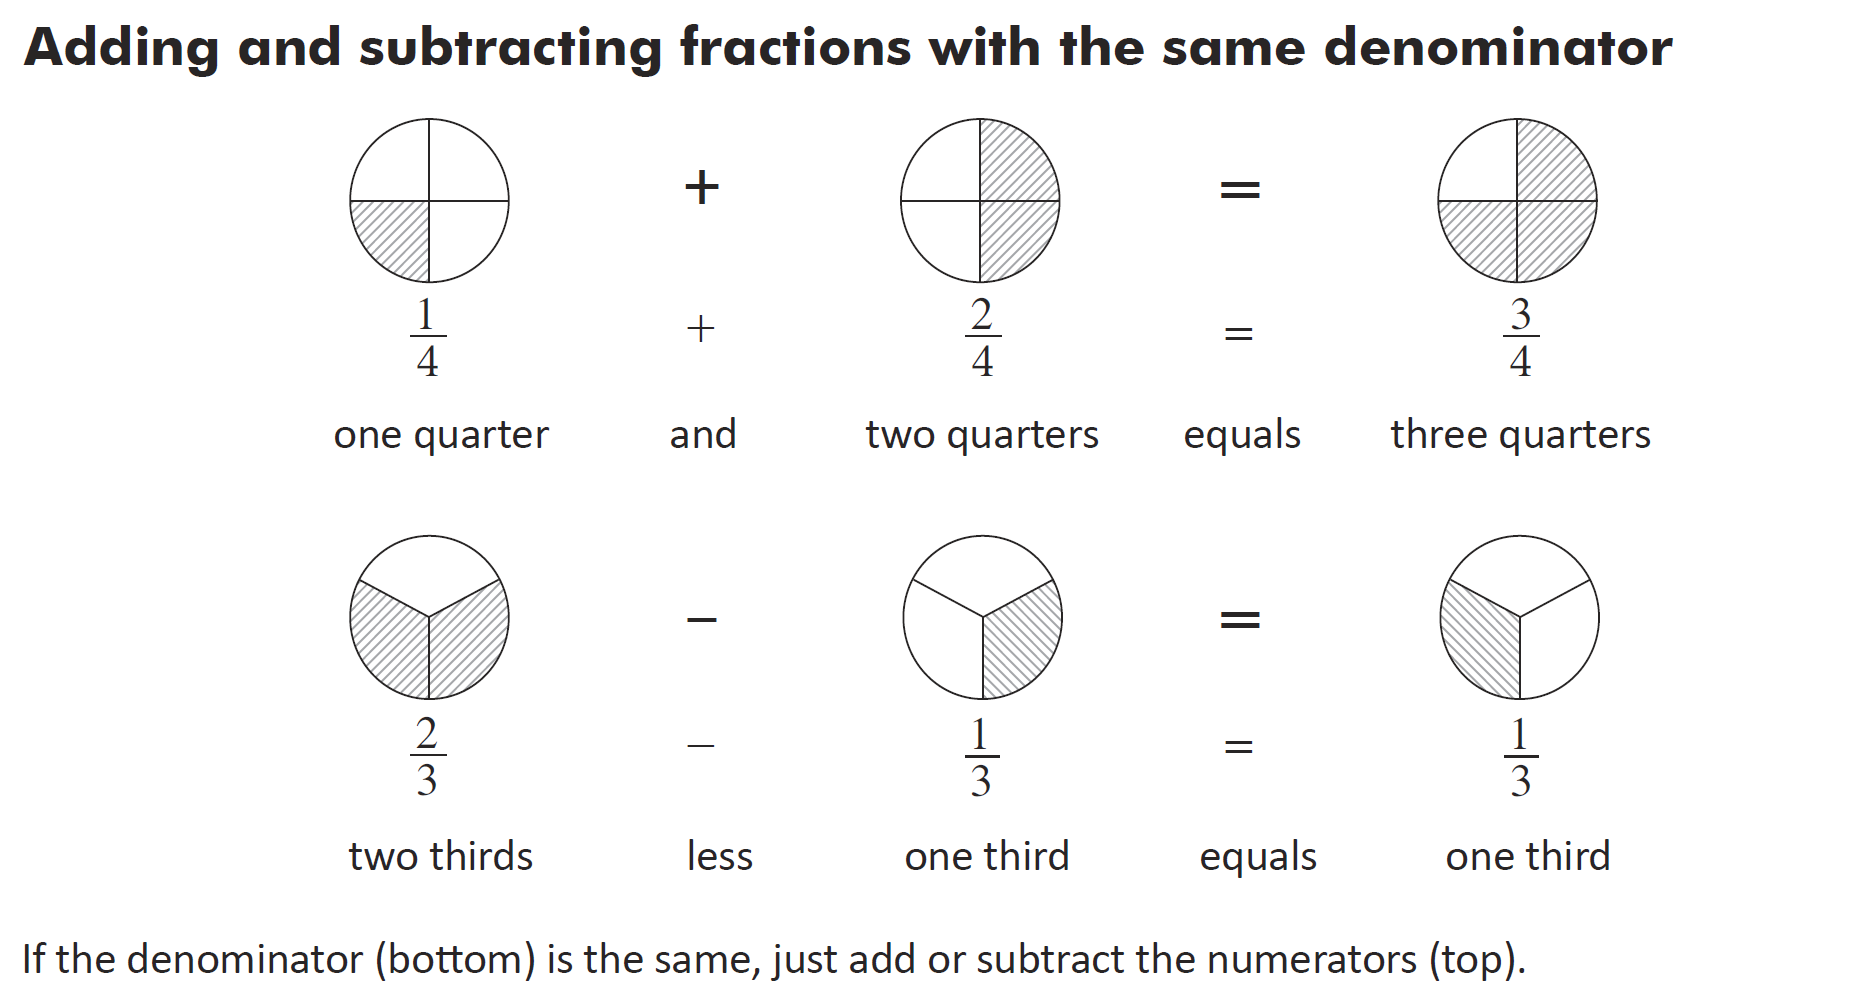 Adding and subtracting fractions with the same denominator
+ =
1/4 + 2/4 = 3/4
one quarter and two quarters equals three quarters
− =
2/3 − 1/3 = 1/3
two thirds less one third equals one third
If the denominator (bottom) is the same, just add or subtract the numerators (top).